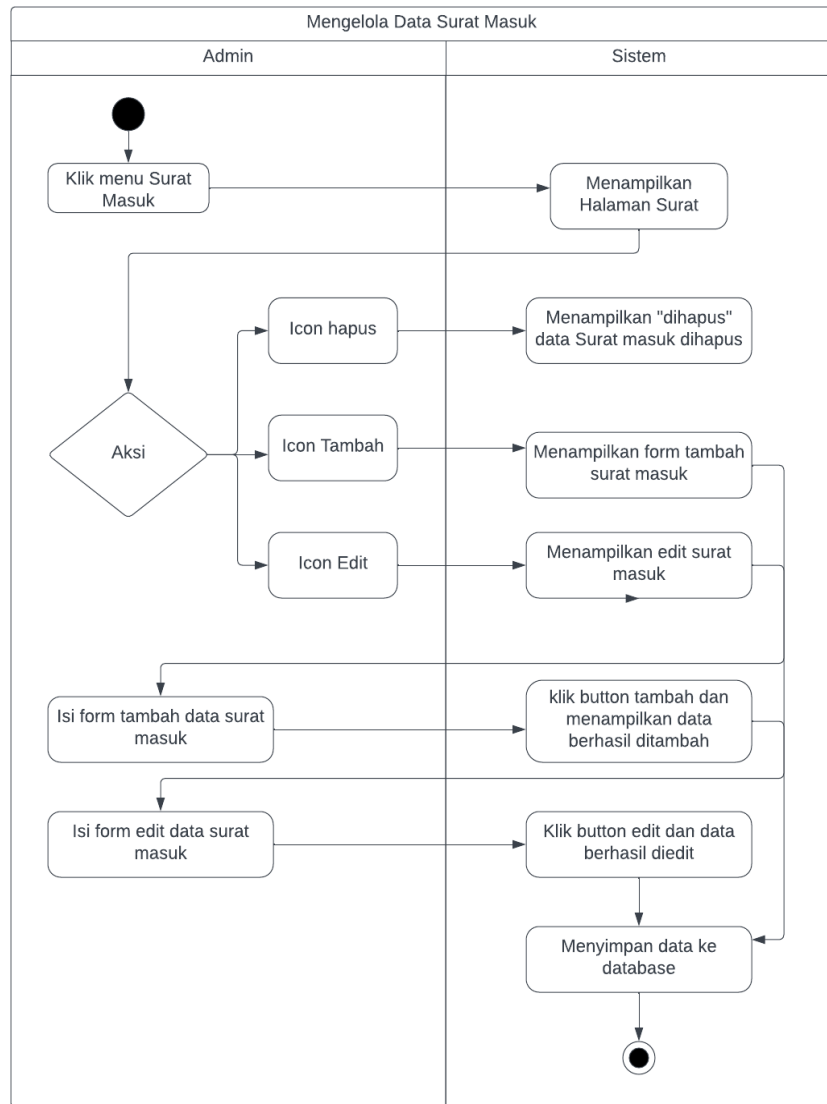 Mengelola Data Surat Masuk
Admin
Sistem
Klik menu Surat
Masuk
Menampilkan
Halaman Surat
Icon hapus
Menampilkan "dihapus"
data Surat masuk dihapus
Aksi
Icon Tambah
Menampilkan form tambah
surat masuk
Icon Edit
Menampilkan edit surat
masuk
Isi form tambah data surat
masuk
klik button tambah dan
menampilkan data
berhasil ditambah
Isi form edit data surat
masuk
Klik button edit dan data
berhasil diedit
Menyimpan data ke
database